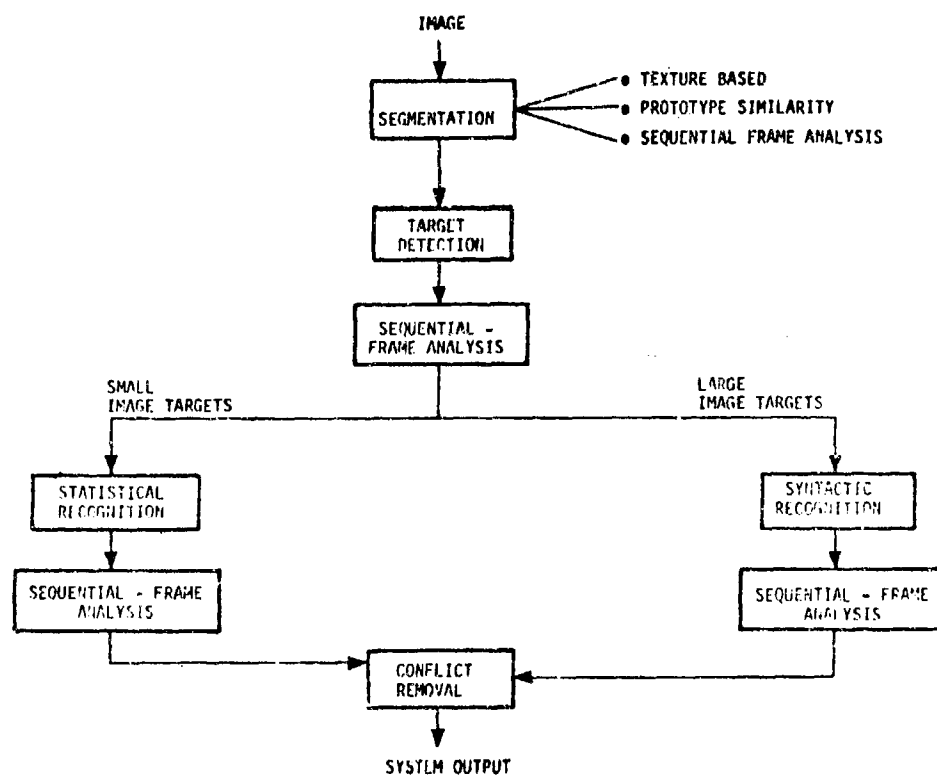 IMAGE
SEGMENTATION
• TEXTURE BASED
• PROTOTYPE SIMILARITY
• SEQUENTIAL FRAME ANALYSIS
TARGET
DETECTION
SEQUENTIAL -
FRAME ANALYSIS
SMALL
IMAGE TARGETS
LARGE
IMAGE TARGETS
STATISTICAL
RECOGNITION
SYNTACTIC
RECOGNITION
SEQUENTIAL - FRAME
ANALYSIS
SEQUENTIAL - FRAME
ANALYSIS
CONFLICT
REMOVAL
SYSTEM OUTPUT